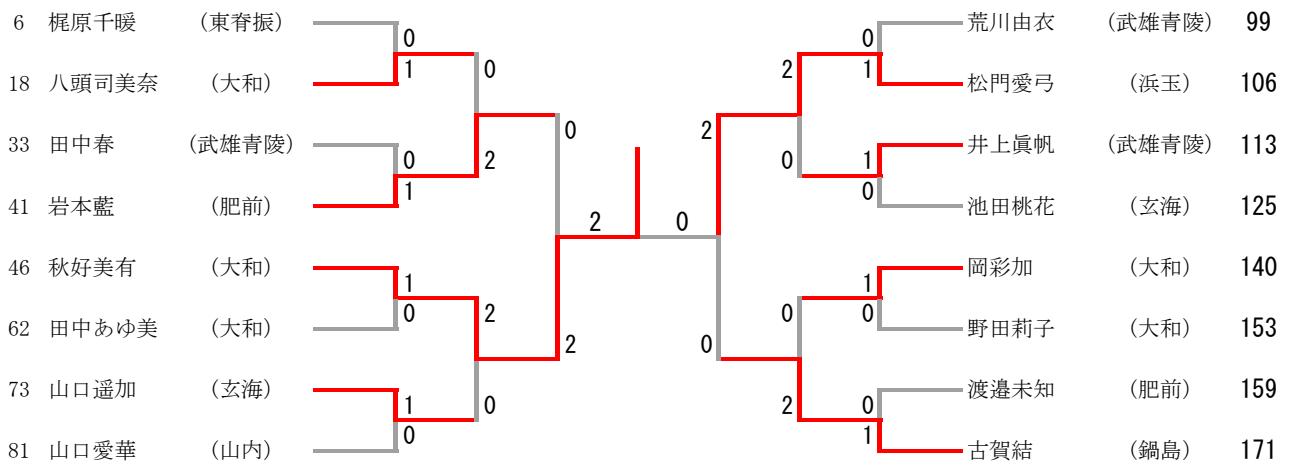 6 梶原千暖 (東脊振) 0 0 荒川由衣 (武雄青陵) 99
1 0 2 1
18 八頭司美奈 (大和) 松門愛弓 (浜玉) 106
0 2
33 田中春 (武雄青陵) 0 2 0 1 井上眞帆 (武雄青陵) 113
1 0
41 岩本藍 (肥前) 池田桃花 (玄海) 125
2 0
46 秋好美有 (大和) 1 1 岡彩加 (大和) 140
0 2 0 0
62 田中あゆ美 (大和) 野田莉子 (大和) 153
2 0
73 山口遥加 (玄海) 1 0 2 0 渡邉未知 (肥前) 159
0 1
81 山口愛華 (山内) 古賀結 (鍋島) 171